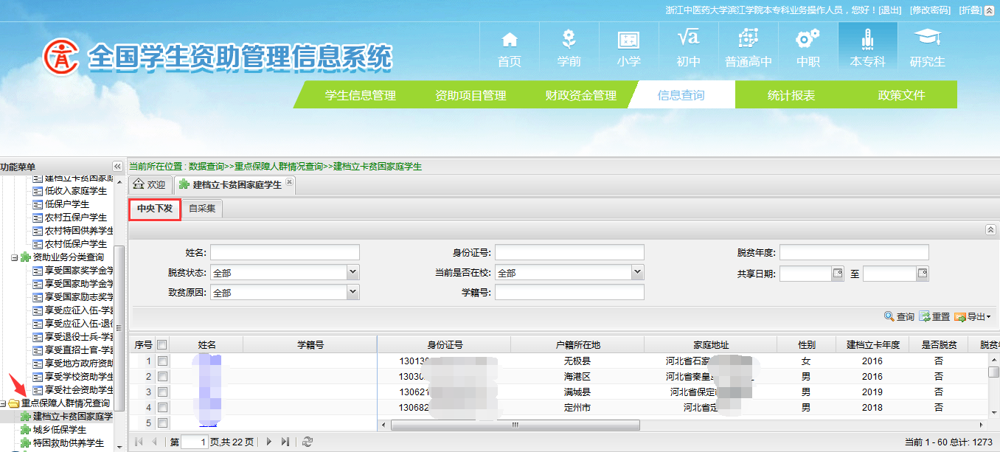 浙江中医药大学滨江学院本专科业务操作人员，您好！[退出] [修改密码] [折叠]
全国学生资助管理信息系统
首页 学前 小学 初中 普通高中 中职 本专科 研究生
学生信息管理 资助项目管理 财政资金管理 信息查询 统计报表 政策文件
功能菜单
建档立卡贫困家庭
低收入家庭学生
低保户学生
农村五保户学生
农村特困供养学生
农村低保户学生
资助业务分类查询
享受国家奖学金学
享受国家助学金学
享受国家励志奖学
享受应征入伍-学费
享受应征入伍-退役
享受退役士兵-学费
享受直招士官-学费
享受地方政府资助
享受学校资助学生
享受社会资助学生
重点保障人群情况查询
建档立卡贫困家庭学
城乡低保学生
特困救助供养学生
当前所在位置 : 数据查询>>重点保障人群情况查询>>建档立卡贫困家庭学生
欢迎 建档立卡贫困家庭学生
中央下发 自采集
姓名: 身份证号: 脱贫年度:
脱贫状态: 全部 当前是否在校: 全部 共享日期: 至
致贫原因: 全部 学籍号:
查询 重置 导出
序号 姓名 学籍号 身份证号 户籍所在地 家庭地址 性别 建档立卡年度 是否脱贫 脱贫
1 13013 无极县 河北省石家 女 2016 否
2 1303 海港区 河北省秦皇 男 2016 否
3 130621 满城县 河北省保定 男 2019 否
4 130682 定州市 河北省定 男 2018 否
5
第 1 页,共 22 页 当前 1 - 60 总计: 1273